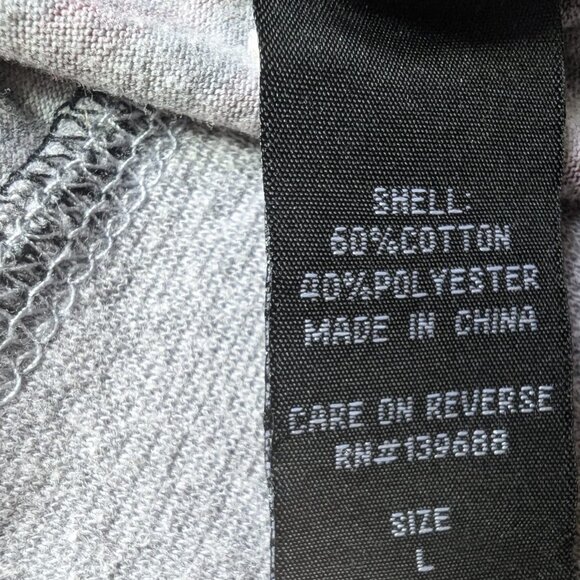 SHELL:
60%COTTON
40%POLYESTER
MADE IN CHINA
CARE ON REVERSE
RN#139688
SIZE
L